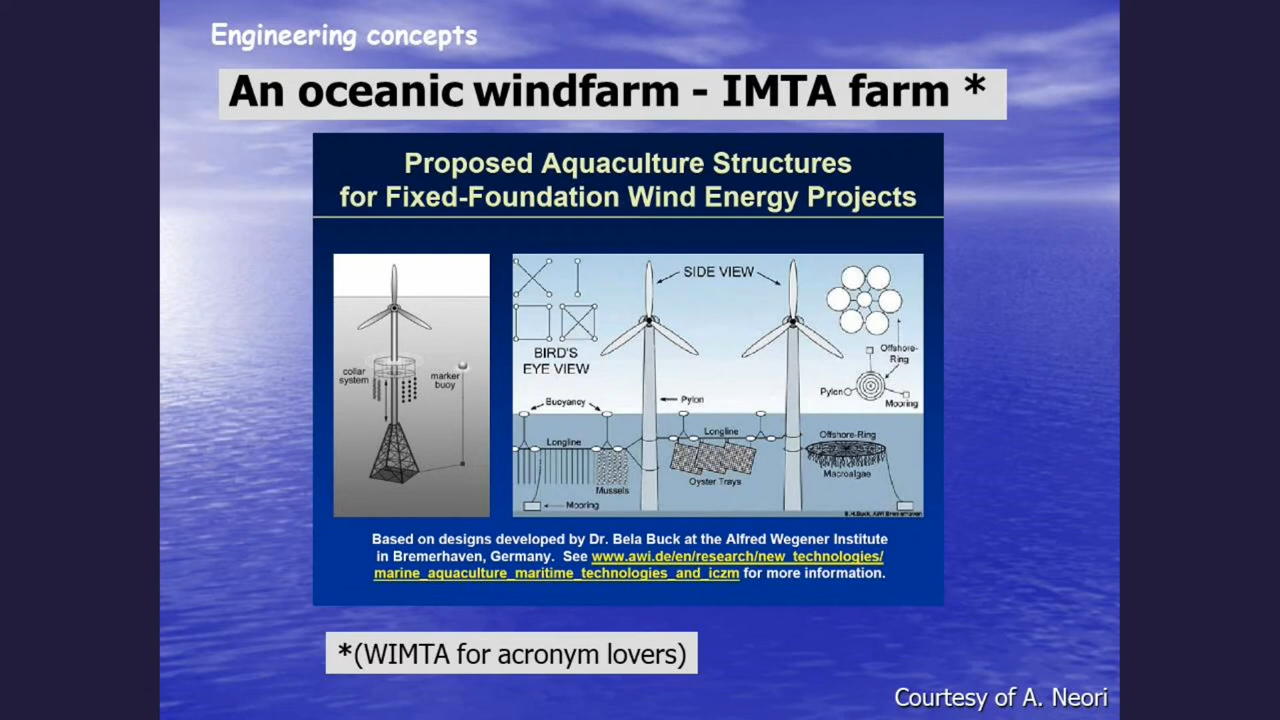 Engineering concepts
An oceanic windfarm - IMTA farm *
Proposed Aquaculture Structures
for Fixed-Foundation Wind Energy Projects
collar
system
marker
buoy
SIDE VIEW
BIRD'S
EYE VIEW
Offshore-
Ring
Pylon
Mooring
Buoyancy
Pylon
Longline
Longline
Offshore-Ring
Macroalgae
Oyster Trays
Mussels
Mooring
B.H.Buck, AWI Bremerhaven
Based on designs developed by Dr. Bela Buck at the Alfred Wegener Institute
in Bremerhaven, Germany. See www.awi.de/en/research/new_technologies/
marine_aquaculture_maritime_technologies_and_iczm for more information.
*(WIMTA for acronym lovers)
Courtesy of A. Neori